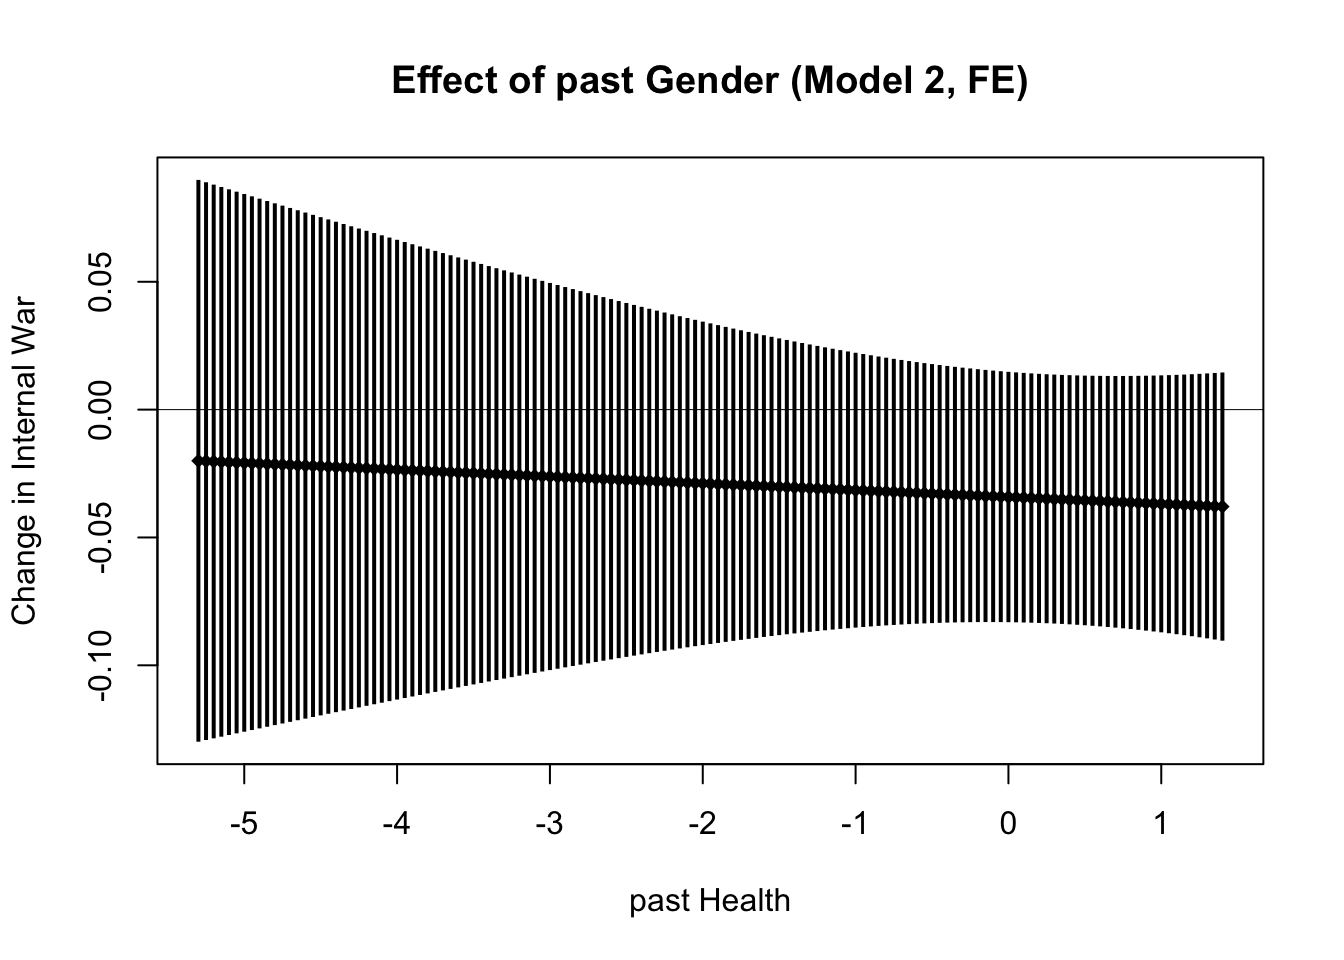 Effect of past Gender (Model 2, FE)
Change in Internal War
0.05
0.00
-0.05
-0.10
-5 -4 -3 -2 -1 0 1
past Health